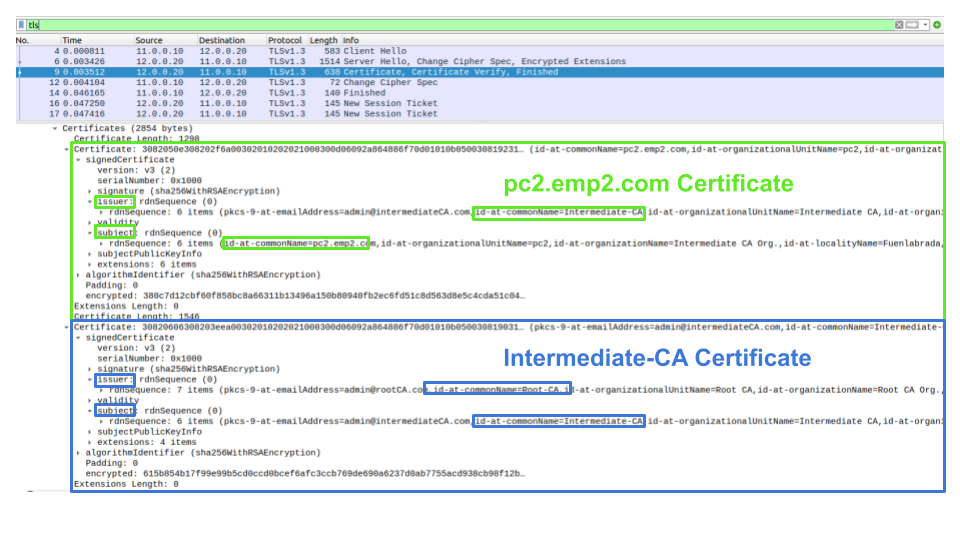 tls
No. Time Source Destination Protocol Length Info
4 0.000811 11.0.0.10 12.0.0.20 TLSv1.3 583 Client Hello
6 0.003426 12.0.0.20 11.0.0.10 TLSv1.3 1514 Server Hello, Change Cipher Spec, Encrypted Extensions
9 0.003512 12.0.0.20 11.0.0.10 TLSv1.3 638 Certificate, Certificate Verify, Finished
12 0.004104 12.0.0.20 11.0.0.10 TLSv1.3 72 Change Cipher Spec
14 0.046165 11.0.0.10 12.0.0.20 TLSv1.3 140 Finished
16 0.047250 12.0.0.20 11.0.0.10 TLSv1.3 145 New Session Ticket
17 0.047416 12.0.0.20 11.0.0.10 TLSv1.3 145 New Session Ticket
Certificates (2854 bytes)
Certificate Length: 1298
Certificate: 3082050e308202f6a00302010202021000300d06092a864886f70d01010b050030819231… (id-at-commonName=pc2.emp2.com,id-at-organizationalUnitName=pc2,id-at-organizat
signedCertificate
version: v3 (2)
serialNumber: 0x1000
signature (sha256WithRSAEncryption)
pc2.emp2.com Certificate
issuer: rdnSequence (0)
rdnSequence: 6 items (pkcs-9-at-emailAddress=admin@intermediateCA.com,id-at-commonName=Intermediate-CA,id-at-organizationalUnitName=Intermediate CA,id-at-organi
validity
subject: rdnSequence (0)
rdnSequence: 6 items (id-at-commonName=pc2.emp2.com,id-at-organizationalUnitName=pc2,id-at-organizationName=Intermediate CA Org.,id-at-localityName=Fuenlabrada,
subjectPublicKeyInfo
extensions: 6 items
algorithmIdentifier (sha256WithRSAEncryption)
Padding: 0
encrypted: 380c7d12cbf60f858bc8a66311b13496a150b80940fb2ec6fd51c8d563d8e5c4cda51c04…
Extensions Length: 0
Certificate Length: 1546
Certificate: 30820606308203eea00302010202021000300d06092a864886f70d01010b050030819031… (pkcs-9-at-emailAddress=admin@intermediateCA.com,id-at-commonName=Intermediate-
signedCertificate
version: v3 (2)
serialNumber: 0x1000
signature (sha256WithRSAEncryption)
Intermediate-CA Certificate
issuer: rdnSequence (0)
rdnSequence: 7 items (pkcs-9-at-emailAddress=admin@rootCA.com,id-at-commonName=Root-CA,id-at-organizationalUnitName=Root CA,id-at-organizationName=Root CA Org.,
validity
subject: rdnSequence (0)
rdnSequence: 6 items (pkcs-9-at-emailAddress=admin@intermediateCA.com,id-at-commonName=Intermediate-CA,id-at-organizationalUnitName=Intermediate CA,id-at-organi
subjectPublicKeyInfo
extensions: 4 items
algorithmIdentifier (sha256WithRSAEncryption)
Padding: 0
encrypted: 615b854b17f99e99b5cd0ccd0bcef6afc3ccb769de690a6237d0ab7755acd938cb98f12b…
Extensions Length: 0